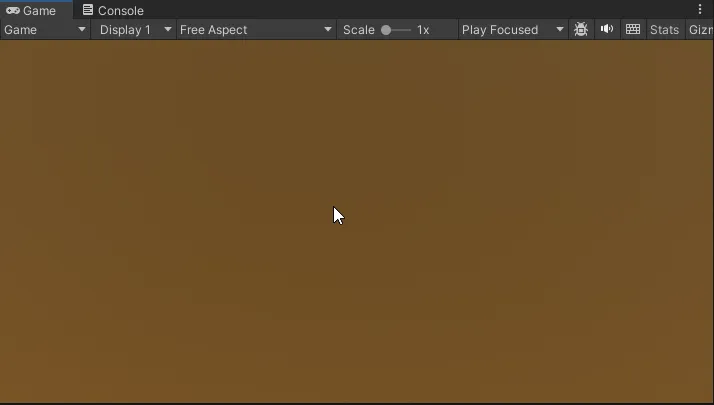 Game Console
Game Display 1 Free Aspect Scale 1x Play Focused Stats Gizm